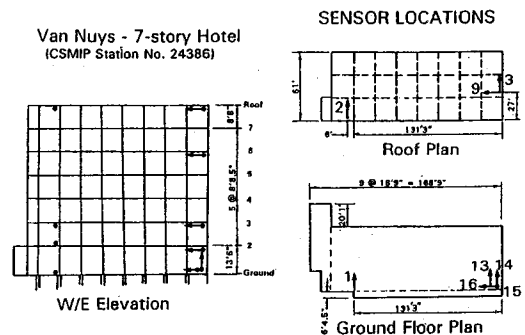 SENSOR LOCATIONS
Van Nuys - 7-story Hotel
(CSMIP Station No. 24386)
Roof
8'8"
7
6
5
4
3
2
5 @ 8'8.5"
13'6"
Ground
W/E Elevation
61'
2
9
3
27'
6'
131'3"
Roof Plan
9 @ 18'9" = 168'9"
20'1"
1
13
14
16
15
6'4.5"
131'3"
Ground Floor Plan